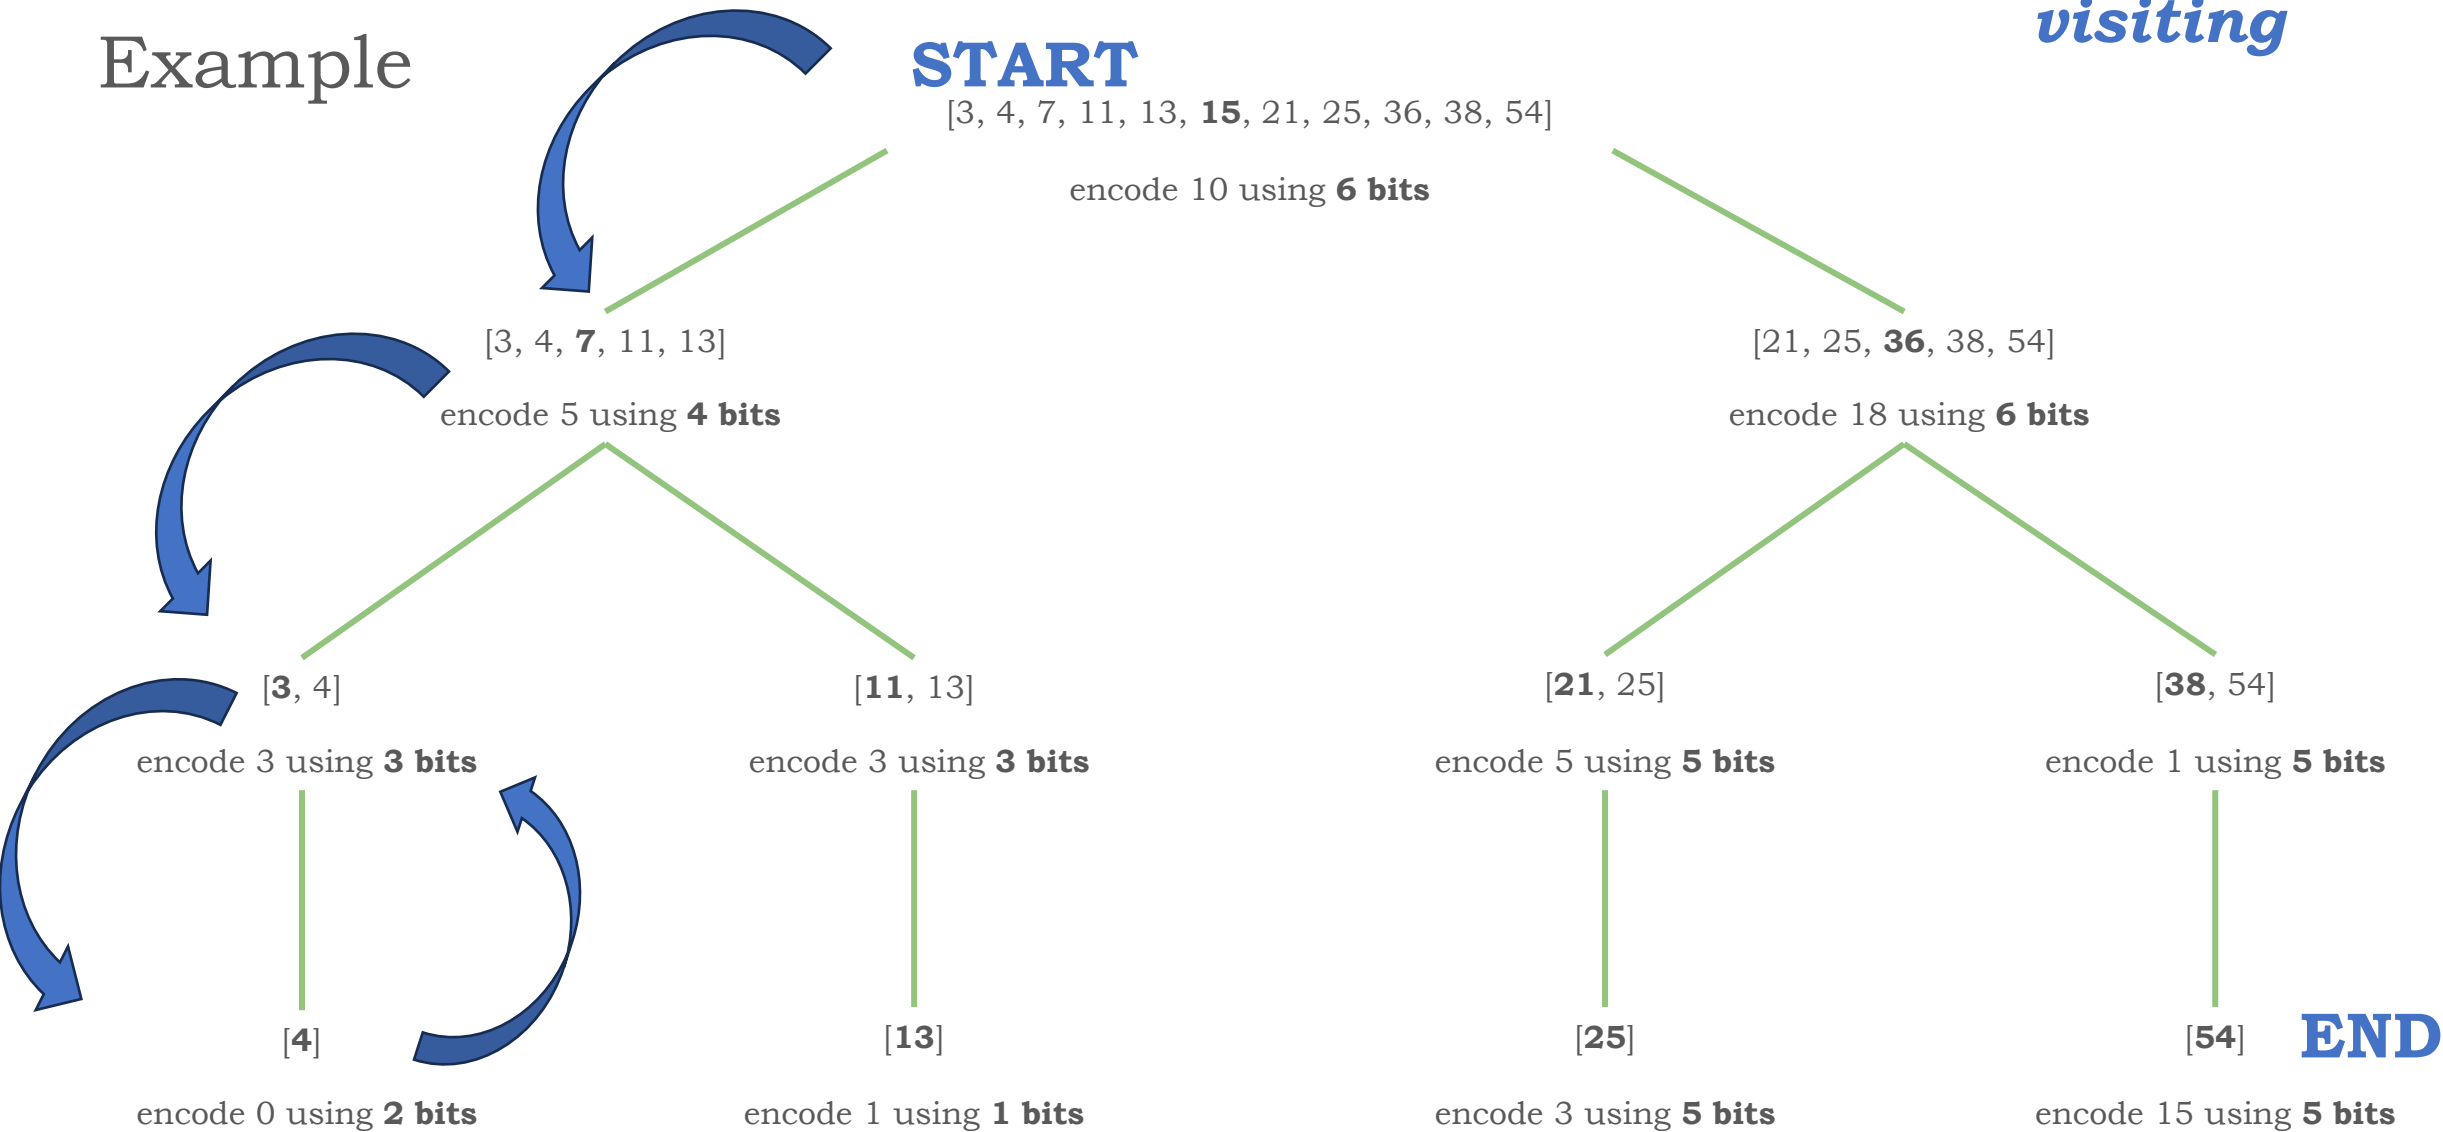 visiting
Example
START
[3, 4, 7, 11, 13, 15, 21, 25, 36, 38, 54]
encode 10 using 6 bits
[3, 4, 7, 11, 13]
[21, 25, 36, 38, 54]
encode 5 using 4 bits
encode 18 using 6 bits
[3, 4]
[11, 13]
[21, 25]
[38, 54]
encode 3 using 3 bits
encode 3 using 3 bits
encode 5 using 5 bits
encode 1 using 5 bits
[4]
[13]
[25]
[54]
END
encode 0 using 2 bits
encode 1 using 1 bits
encode 3 using 5 bits
encode 15 using 5 bits